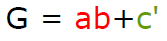 G = ab+c'